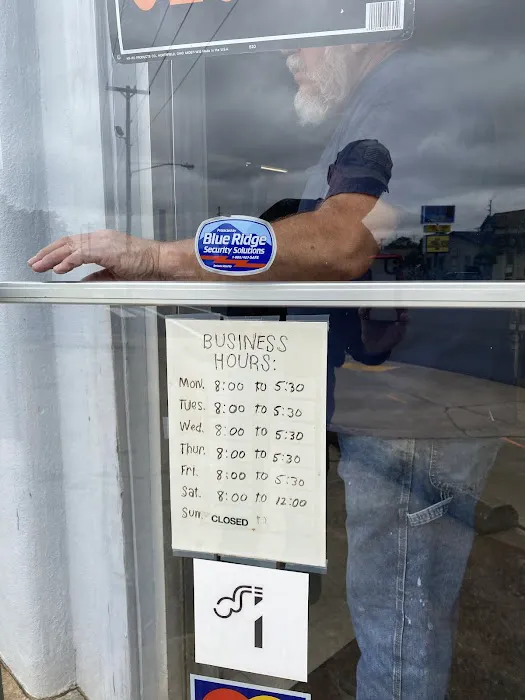 Protected by
Blue Ridge
Security Solutions
BUSINESS
HOURS:
Mon. 8:00 to 5:30
Tues. 8:00 to 5:30
Wed. 8:00 to 5:30
Thur. 8:00 to 5:30
Fri. 8:00 to 5:30
Sat. 8:00 to 12:00
Sun. CLOSED